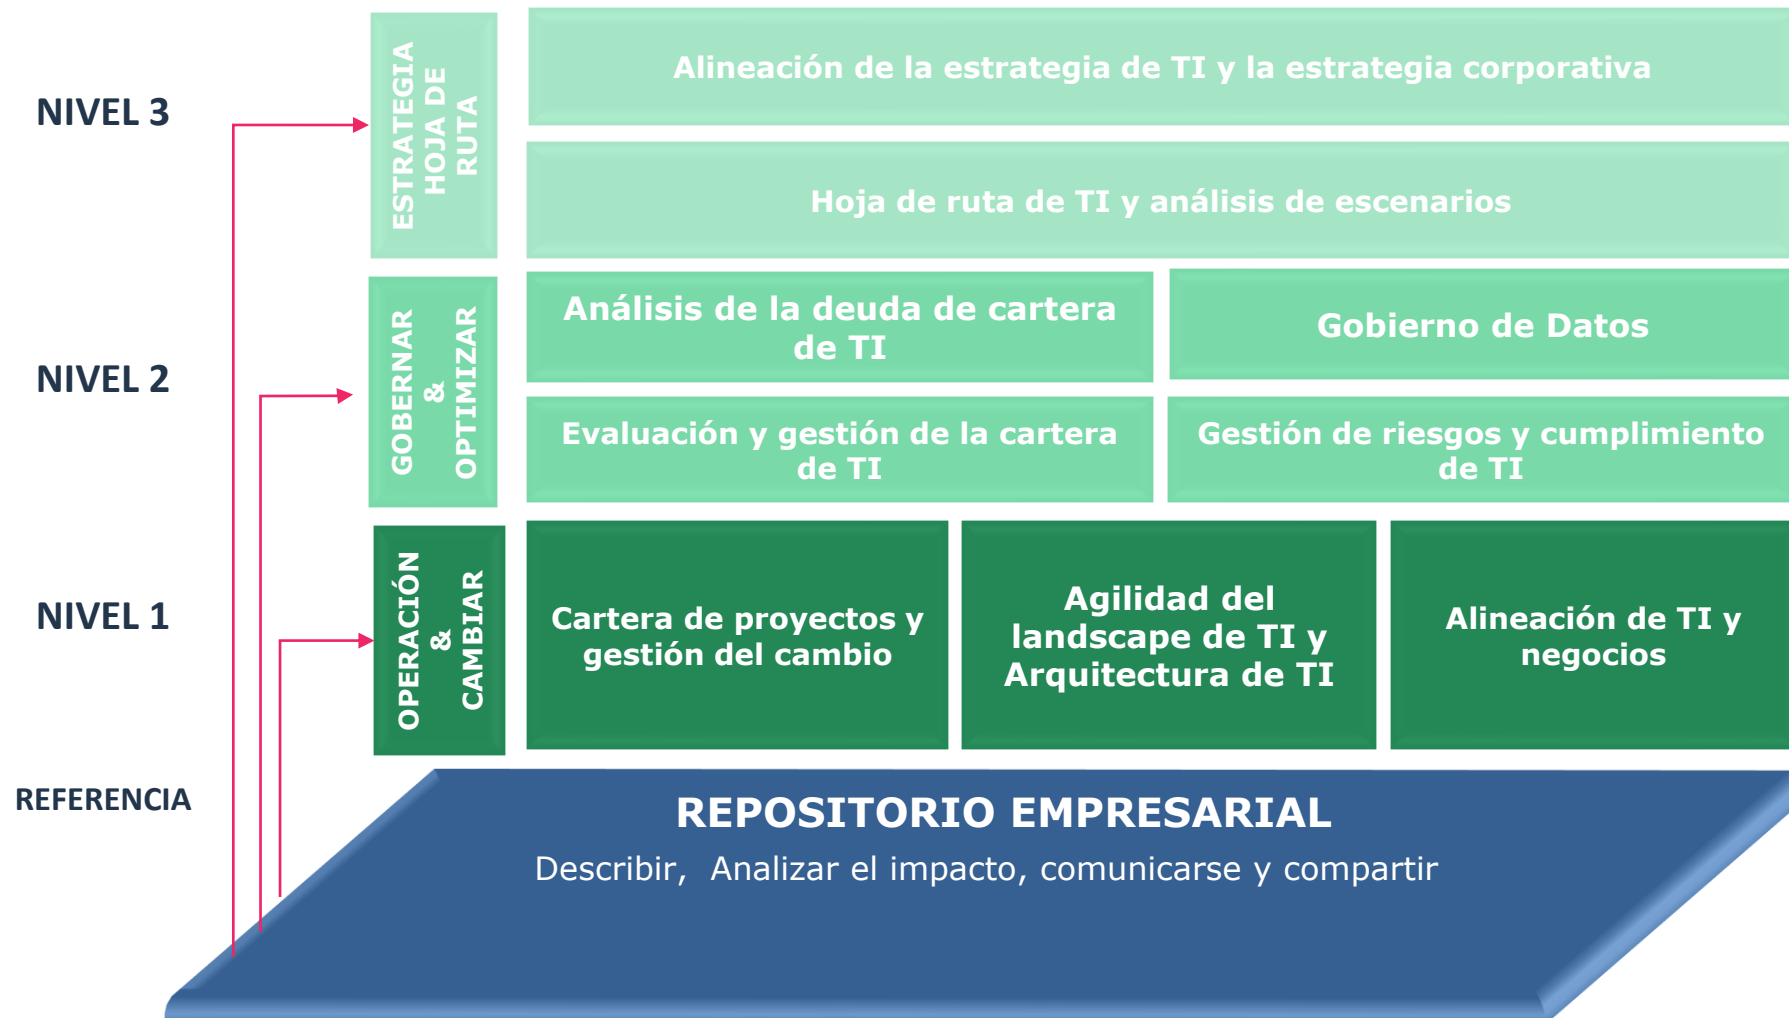 NIVEL 3
ESTRATEGIA
HOJA DE
RUTA
Alineación de la estrategia de TI y la estrategia corporativa
Hoja de ruta de TI y análisis de escenarios
NIVEL 2
GOBERNAR
&
OPTIMIZAR
Análisis de la deuda de cartera
de TI
Gobierno de Datos
Evaluación y gestión de la cartera
de TI
Gestión de riesgos y cumplimiento
de TI
NIVEL 1
OPERACIÓN
&
CAMBIAR
Cartera de proyectos y
gestión del cambio
Agilidad del
landscape de TI y
Arquitectura de TI
Alineación de TI y
negocios
REFERENCIA
REPOSITORIO EMPRESARIAL
Describir,  Analizar el impacto, comunicarse y compartir